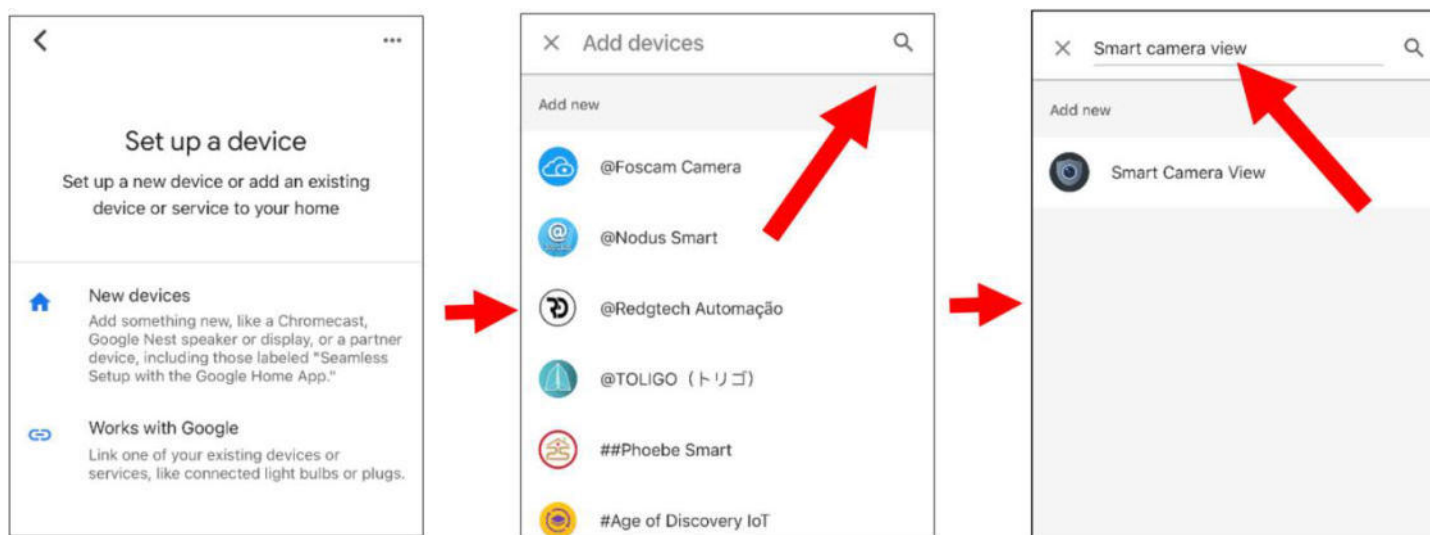 Set up a device
Set up a new device or add an existing
device or service to your home
New devices
Add something new, like a Chromecast,
Google Nest speaker or display, or a partner
device, including those labeled "Seamless
Setup with the Google Home App."
Works with Google
Link one of your existing devices or
services, like connected light bulbs or plugs.
Add devices
Add new
@Foscam Camera
@Nodus Smart
@Redgtech Automação
@TOLIGO（トリゴ）
##Phoebe Smart
#Age of Discovery IoT
Smart camera view
Add new
Smart Camera View